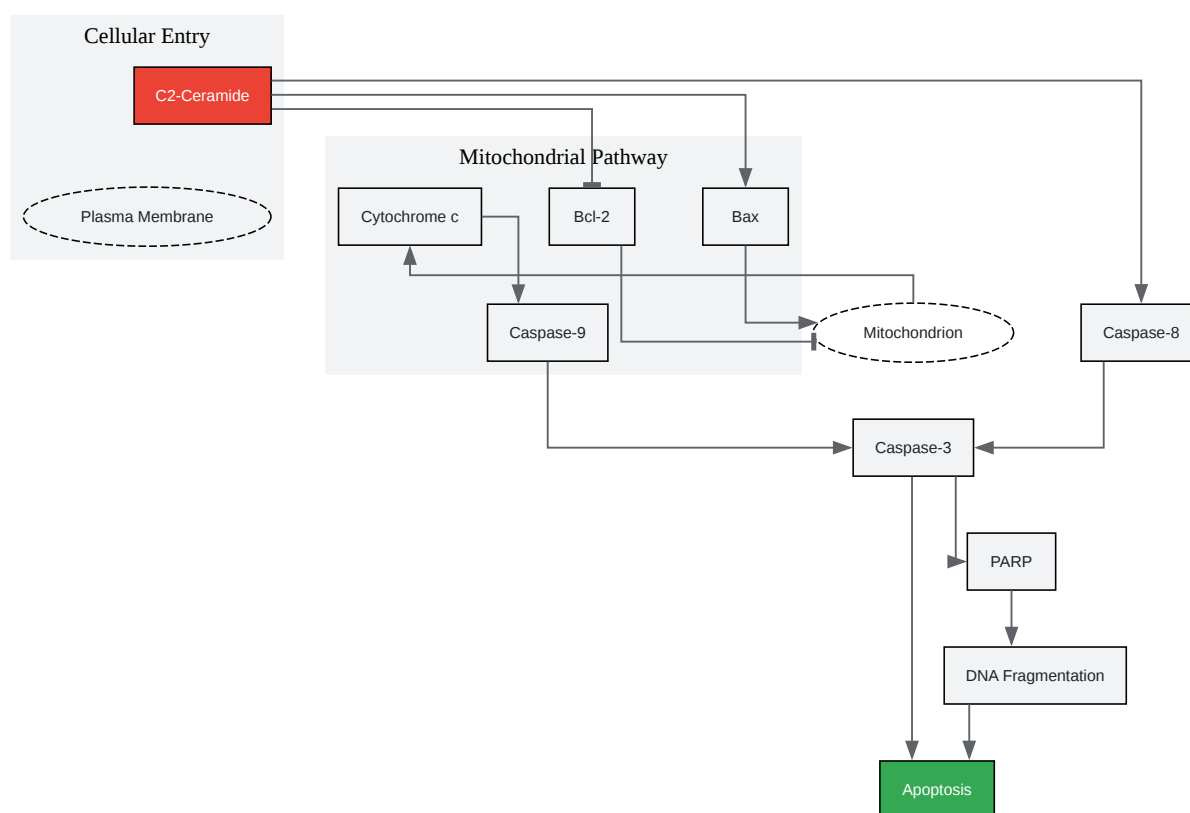 Cellular Entry
C2-Ceramide
Plasma Membrane
Mitochondrial Pathway
Cytochrome c
Bcl-2
Bax
Caspase-9
Mitochondrion
Caspase-8
Caspase-3
PARP
DNA Fragmentation
Apoptosis